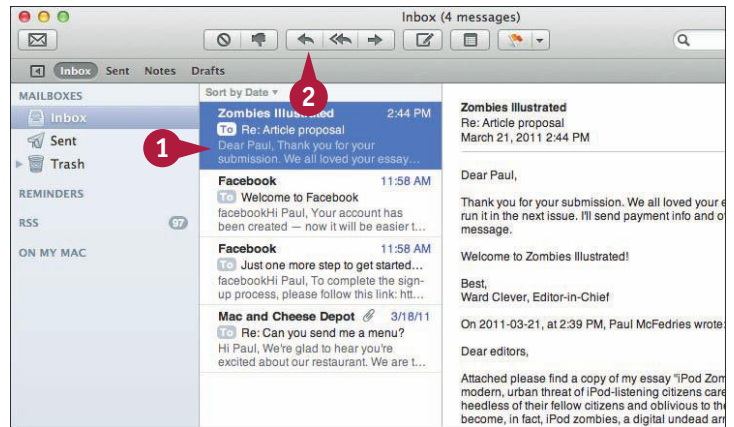 Inbox (4 messages)
Inbox Sent Notes Drafts
MAILBOXES
Inbox
Sent
Trash
REMINDERS
RSS 97
ON MY MAC
Sort by Date
2
1
Zombies Illustrated 2:44 PM
To Re: Article proposal
Dear Paul, Thank you for your
submission. We all loved your essay…
Facebook 11:58 AM
To Welcome to Facebook
facebookHi Paul, Your account has
been created — now it will be easier t…
Facebook 11:58 AM
To Just one more step to get started…
facebookHi Paul, To complete the sign-
up process, please follow this link: htt…
Mac and Cheese Depot 3/18/11
To Re: Can you send me a menu?
Hi Paul, We're glad to hear you're
excited about our restaurant. We are t…
Zombies Illustrated
Re: Article proposal
March 21, 2011 2:44 PM
Dear Paul,
Thank you for your submission. We all loved your
run it in the next issue. I'll send payment info and
message.
Welcome to Zombies Illustrated!
Best,
Ward Clever, Editor-in-Chief
On 2011-03-21, at 2:39 PM, Paul McFedries wrote:
Dear editors,
Attached please find a copy of my essay "iPod
modern, urban threat of iPod-listening citizens
heedless of their fellow citizens and oblivious to
become, in fact, iPod zombies, a digital undead